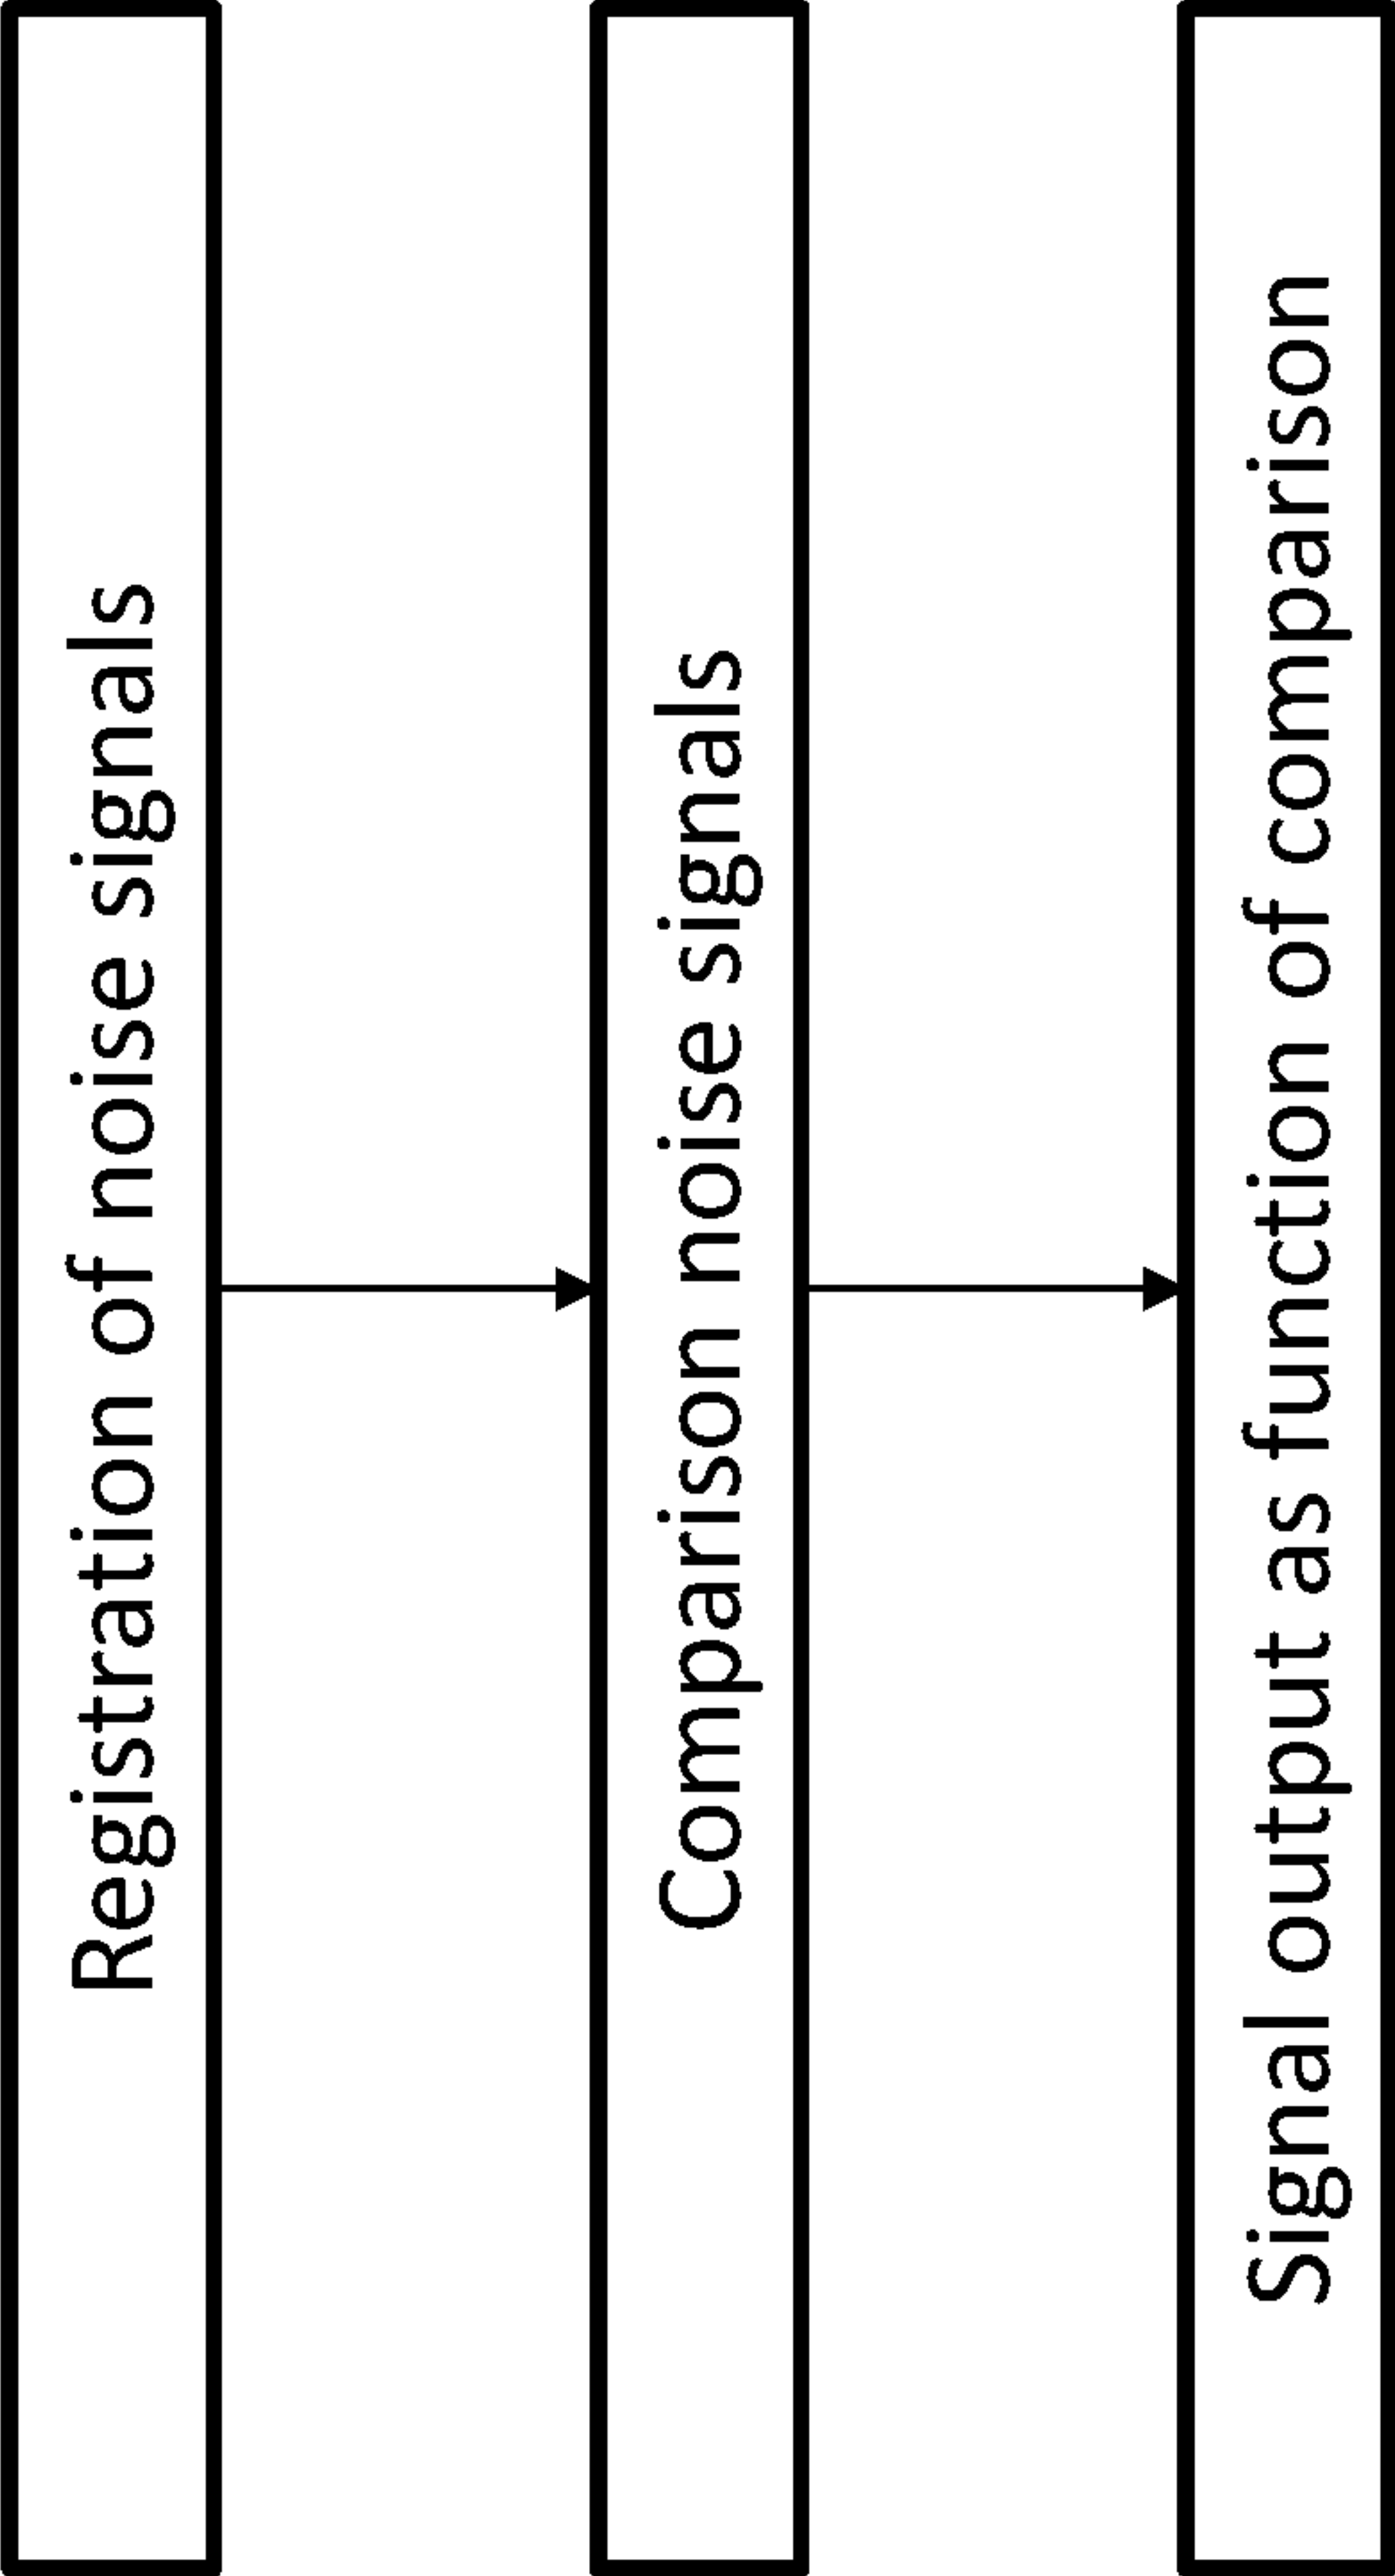 Registration of noise signals
Comparison noise signals
Signal output as function of comparison